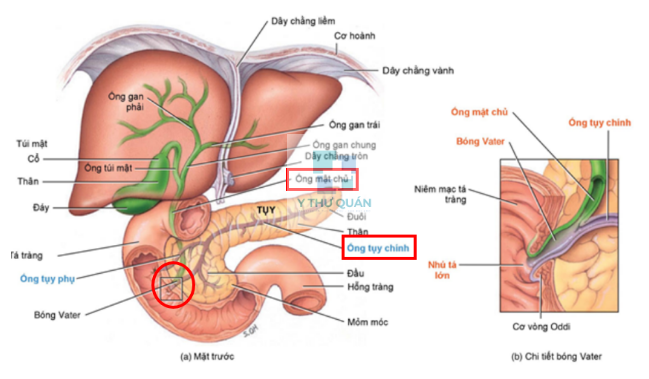 Dây chằng liềm
Cơ hoành
Dây chằng vành
Ống gan
phải
Ống gan trái
Túi mật
Cổ
Thân
Đáy
Ống túi mật
Ống gan chung
Dây chằng tròn
Ống mật chủ
Y THƯ QUÁN
TỤY
Đuôi
Thân
Ống tụy chính
Tá tràng
Ống tụy phụ
Đầu
Hỗng tràng
Bóng Vater
Mỏm móc
(a) Mặt trước
Ống mật chủ
Ống tụy chính
Bóng Vater
Niêm mạc tá
tràng
Nhú tá
lớn
Cơ vòng Oddi
(b) Chi tiết bóng Vater